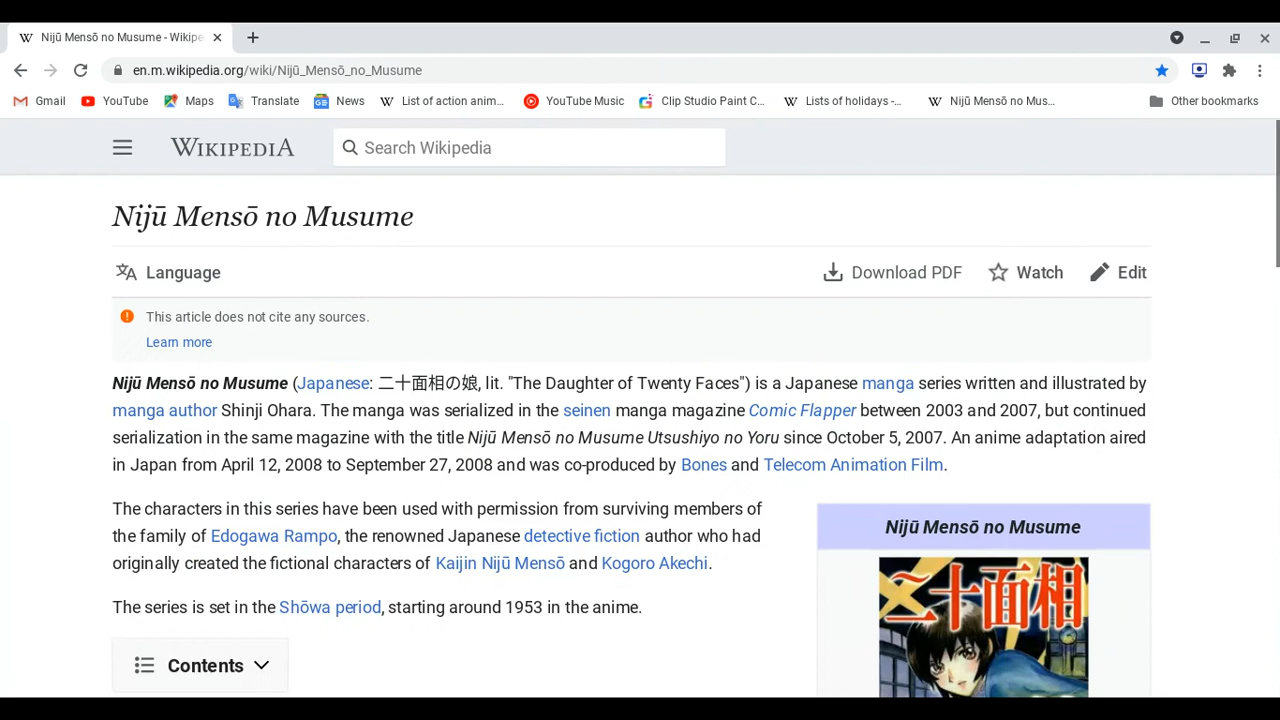 Nijū Mensō no Musume - Wikipe
en.m.wikipedia.org/wiki/Nijū_Mensō_no_Musume
Gmail YouTube Maps Translate News List of action anim... YouTube Music Clip Studio Paint C... Lists of holidays -... Nijū Mensō no Mus... Other bookmarks
WIKIPEDIA Search Wikipedia
Nijū Mensō no Musume
Language Download PDF Watch Edit
This article does not cite any sources.
Learn more
Nijū Mensō no Musume (Japanese: 二十面相の娘, lit. "The Daughter of Twenty Faces") is a Japanese manga series written and illustrated by
manga author Shinji Ohara. The manga was serialized in the seinen manga magazine Comic Flapper between 2003 and 2007, but continued
serialization in the same magazine with the title Nijū Mensō no Musume Utsushiyo no Yoru since October 5, 2007. An anime adaptation aired
in Japan from April 12, 2008 to September 27, 2008 and was co-produced by Bones and Telecom Animation Film.
The characters in this series have been used with permission from surviving members of
the family of Edogawa Rampo, the renowned Japanese detective fiction author who had
originally created the fictional characters of Kaijin Nijū Mensō and Kogoro Akechi.
The series is set in the Shōwa period, starting around 1953 in the anime.
Contents
Nijū Mensō no Musume
二十面相